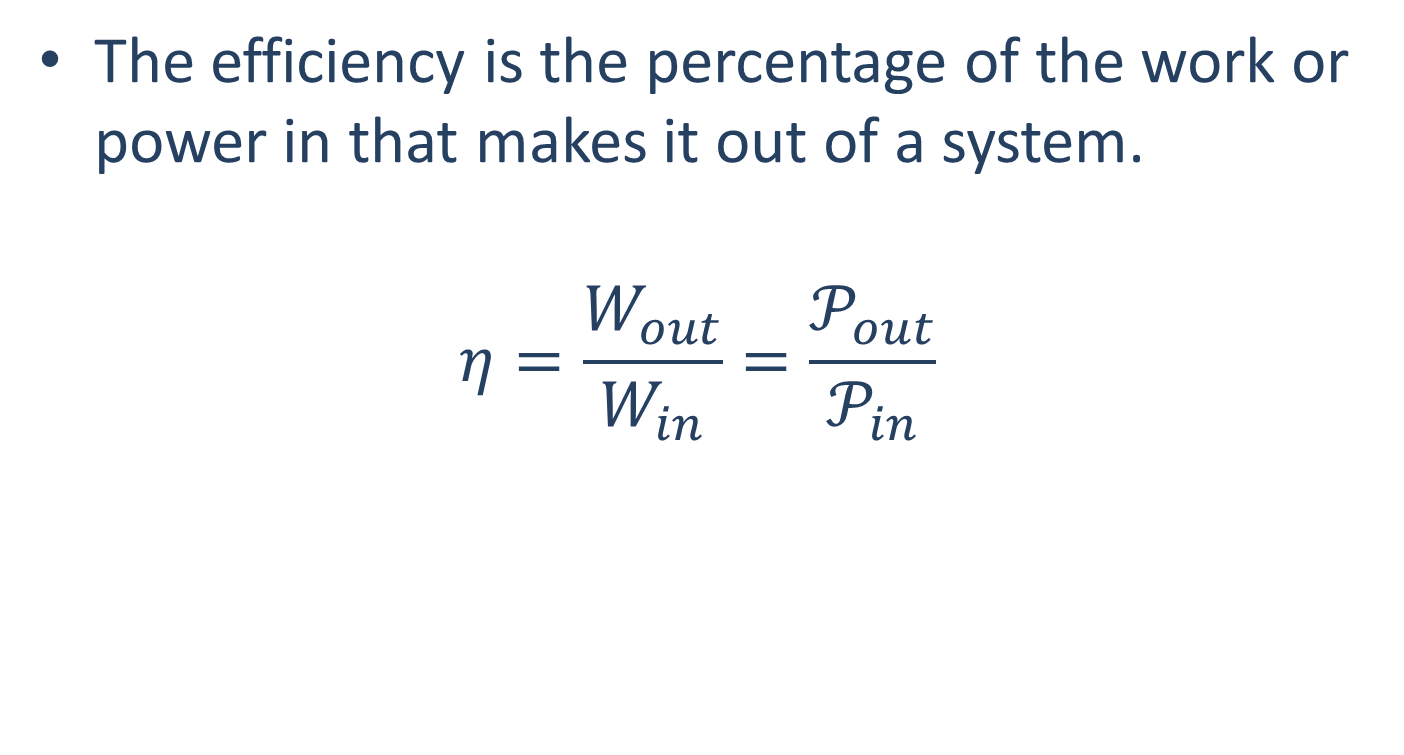 • The efficiency is the percentage of the work or
power in that makes it out of a system.
η = W_out / W_in = 𝒫_out / 𝒫_in